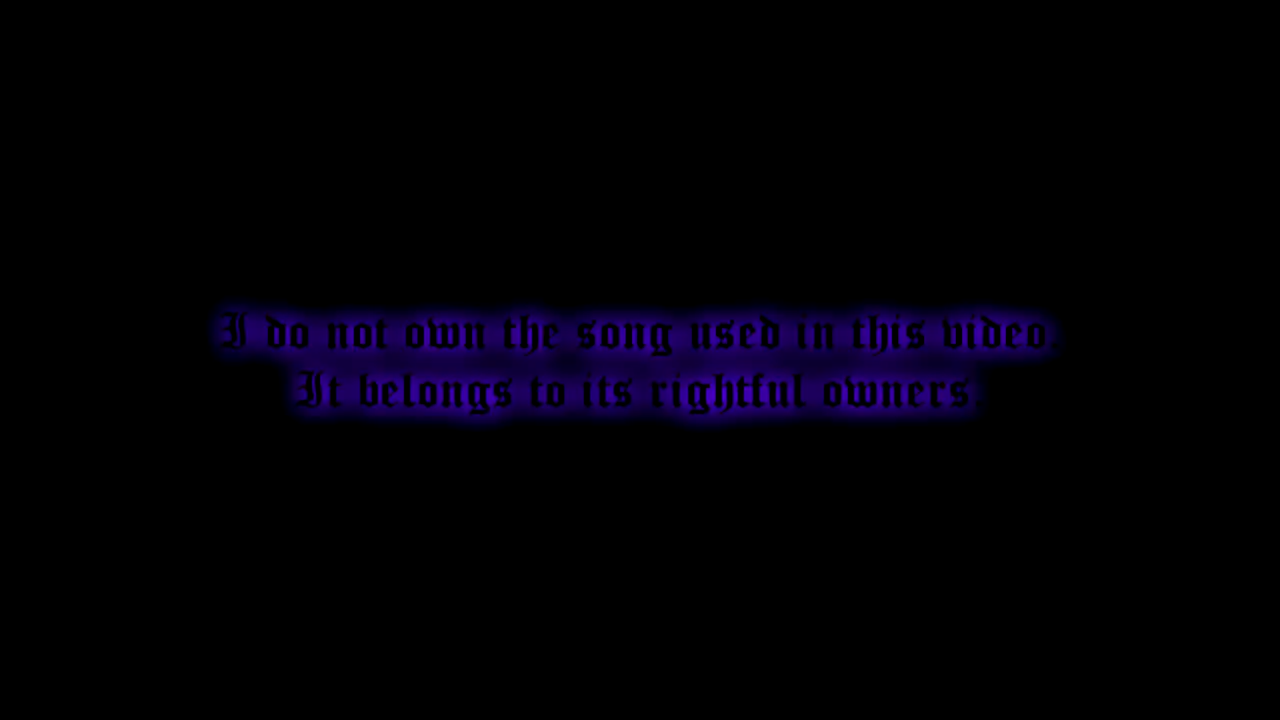 I do not own the song used in this video.
It belongs to its rightful owners.